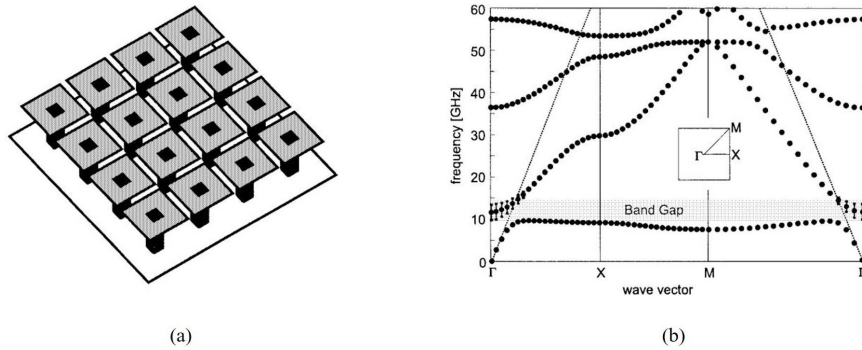 60
50
40
30
20
10
0
frequency [GHz]
M
Γ
X
Band Gap
Γ
X
M
Γ
wave vector
(a)
(b)